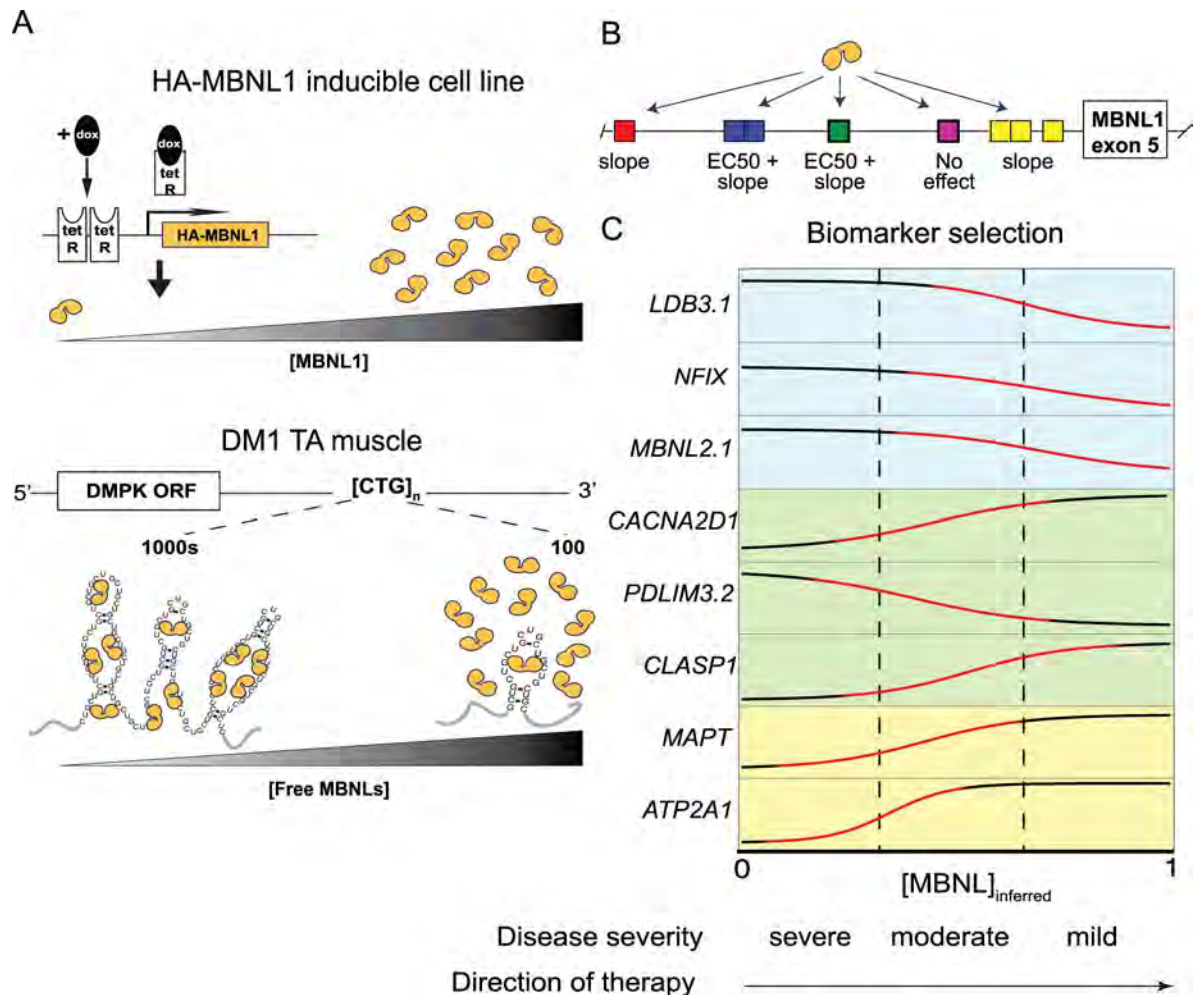 A
HA-MBNL1 inducible cell line
+ dox
dox
tet
R
tet
R
tet
R
HA-MBNL1
[MBNL1]
DM1 TA muscle
5'
DMPK ORF
[CTG]n
3'
1000s
100
[Free MBNLs]
B
MBNL1
exon 5
slope
EC50 +
slope
EC50 +
slope
No
effect
slope
C
Biomarker selection
LDB3.1
NFIX
MBNL2.1
CACNA2D1
PDLIM3.2
CLASP1
MAPT
ATP2A1
0
1
[MBNL]inferred
Disease severity severe moderate mild
Direction of therapy